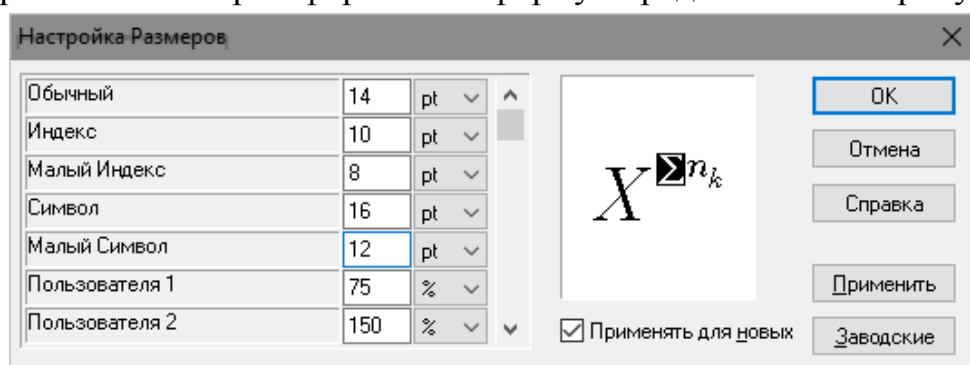 Настройка Размеров
Обычный 14 pt
Индекс 10 pt
Малый Индекс 8 pt
Символ 16 pt
Малый Символ 12 pt
Пользователя 1 75 %
Пользователя 2 150 %
X^Σn_k
Применять для новых
OK
Отмена
Справка
Применить
Заводские